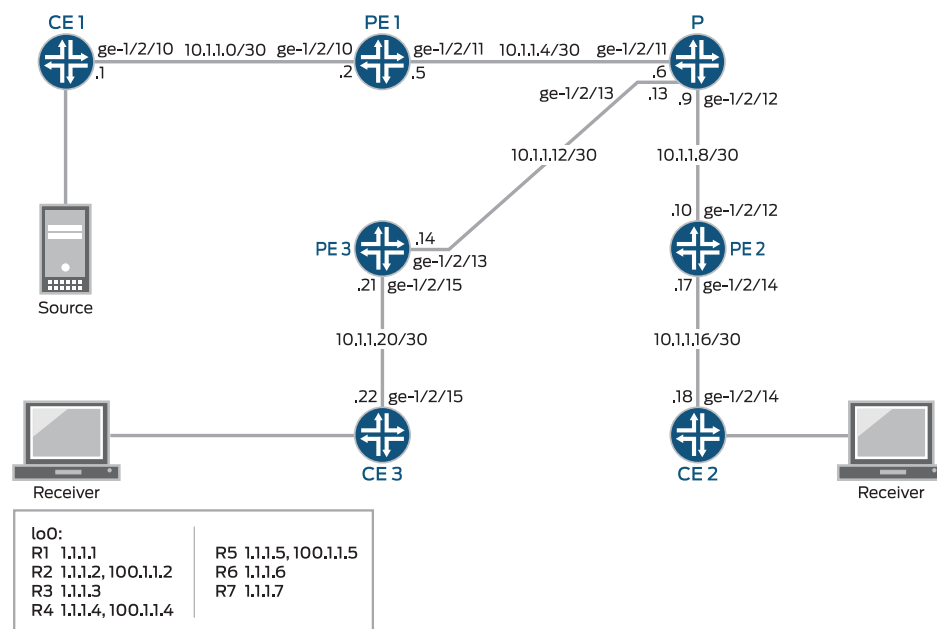 CE 1
PE 1
P
ge-1/2/10
10.1.1.0/30
ge-1/2/10
ge-1/2/11
10.1.1.4/30
ge-1/2/11
.1
.2
.5
.6
ge-1/2/13
.13
.9
ge-1/2/12
10.1.1.12/30
10.1.1.8/30
.10
ge-1/2/12
PE 3
.14
ge-1/2/13
PE 2
.21
ge-1/2/15
.17
ge-1/2/14
Source
10.1.1.20/30
10.1.1.16/30
.22
ge-1/2/15
.18
ge-1/2/14
CE 3
CE 2
Receiver
Receiver
lo0:
R1 1.1.1.1
R2 1.1.1.2, 100.1.1.2
R3 1.1.1.3
R4 1.1.1.4, 100.1.1.4
R5 1.1.1.5, 100.1.1.5
R6 1.1.1.6
R7 1.1.1.7